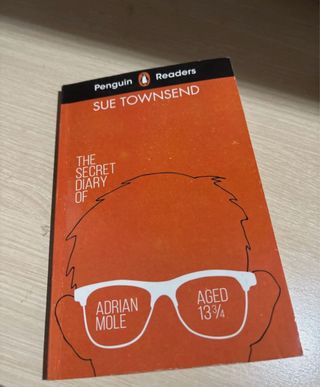 Penguin Readers
SUE TOWNSEND
THE
SECRET
DIARY
OF
ADRIAN
MOLE
AGED
13¾